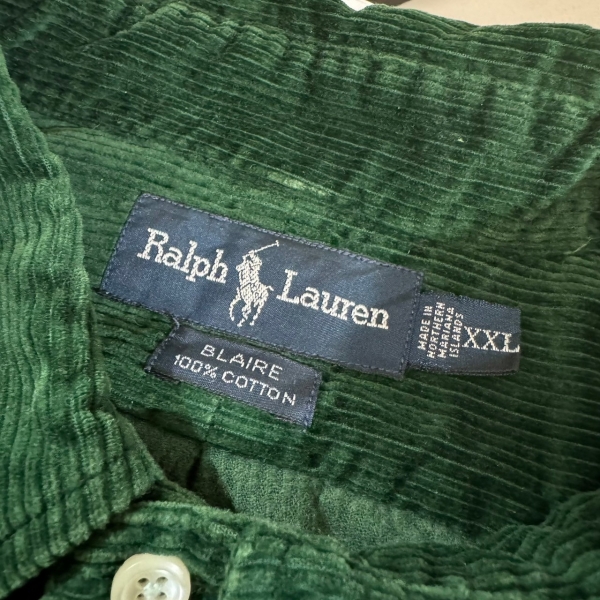 Ralph Lauren
BLAIRE
100% COTTON
MADE IN
NORTHERN
MARIANA
ISLANDS
XXL